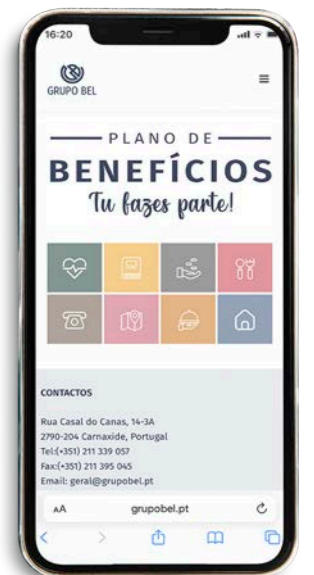 16:20
GRUPO BEL
PLANO DE
BENEFÍCIOS
Tu fazes parte!
CONTACTOS
Rua Casal do Canas, 14-3A
2790-204 Carnaxide, Portugal
Tel:(+351) 211 339 057
Fax:(+351) 211 395 045
Email: geral@grupobel.pt
AA
grupobel.pt